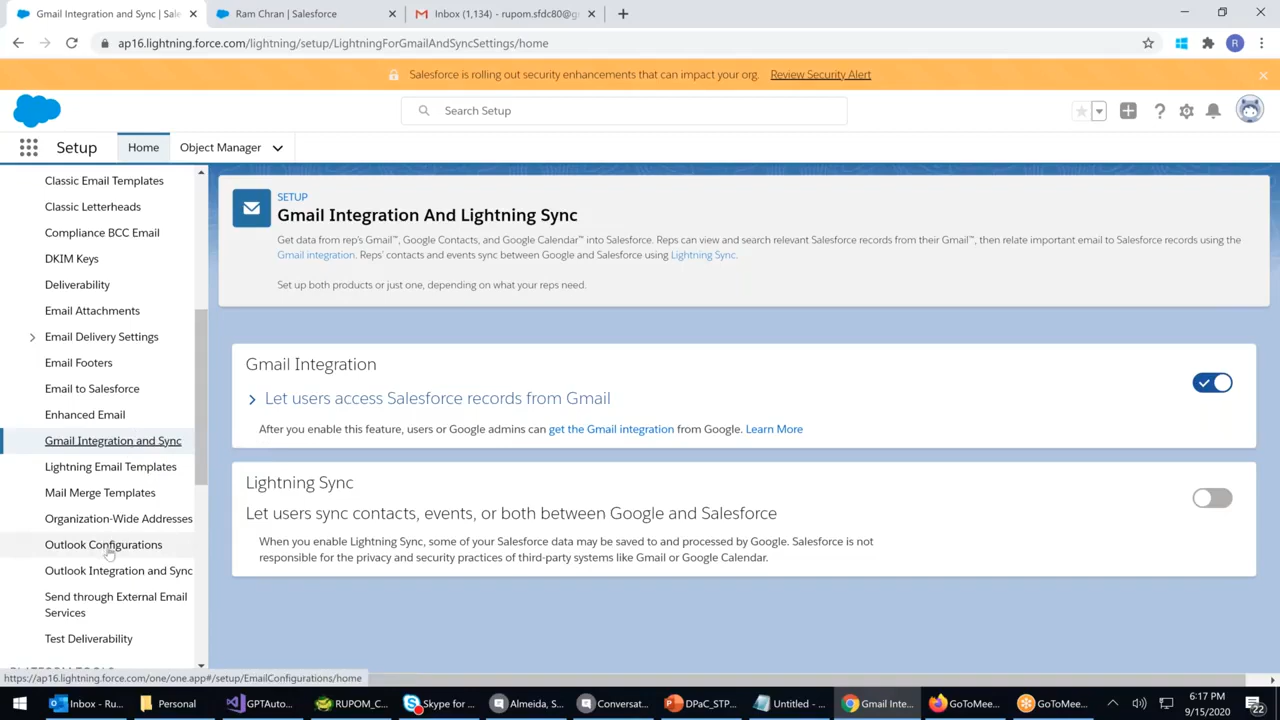 Gmail Integration and Sync | Sale
Ram Chran | Salesforce
Inbox (1,134) - rupom.sfdc80@g
ap16.lightning.force.com/lightning/setup/LightningForGmailAndSyncSettings/home
R
Salesforce is rolling out security enhancements that can impact your org. Review Security Alert
Search Setup
Setup
Home
Object Manager
Classic Email Templates
Classic Letterheads
Compliance BCC Email
DKIM Keys
Deliverability
Email Attachments
Email Delivery Settings
Email Footers
Email to Salesforce
Enhanced Email
Gmail Integration and Sync
Lightning Email Templates
Mail Merge Templates
Organization-Wide Addresses
Outlook Configurations
Outlook Integration and Sync
Send through External Email
Services
Test Deliverability
SETUP
Gmail Integration And Lightning Sync
Get data from rep's Gmail™, Google Contacts, and Google Calendar™ into Salesforce. Reps can view and search relevant Salesforce records from their Gmail™, then relate important email to Salesforce records using the
Gmail integration. Reps' contacts and events sync between Google and Salesforce using Lightning Sync.
Set up both products or just one, depending on what your reps need.
Gmail Integration
Let users access Salesforce records from Gmail
After you enable this feature, users or Google admins can get the Gmail integration from Google. Learn More
Lightning Sync
Let users sync contacts, events, or both between Google and Salesforce
When you enable Lightning Sync, some of your Salesforce data may be saved to and processed by Google. Salesforce is not
responsible for the privacy and security practices of third-party systems like Gmail or Google Calendar.
https://ap16.lightning.force.com/one/one.app#/setup/EmailConfigurations/home
Inbox - Ru...
Personal
GPTAuto...
RUPOM_C...
Skype for ...
Almeida, S...
Conversat...
DPaC_STP...
Untitled - ...
Gmail Inte...
GoToMee...
GoToMee...
6:17 PM
9/15/2020
22